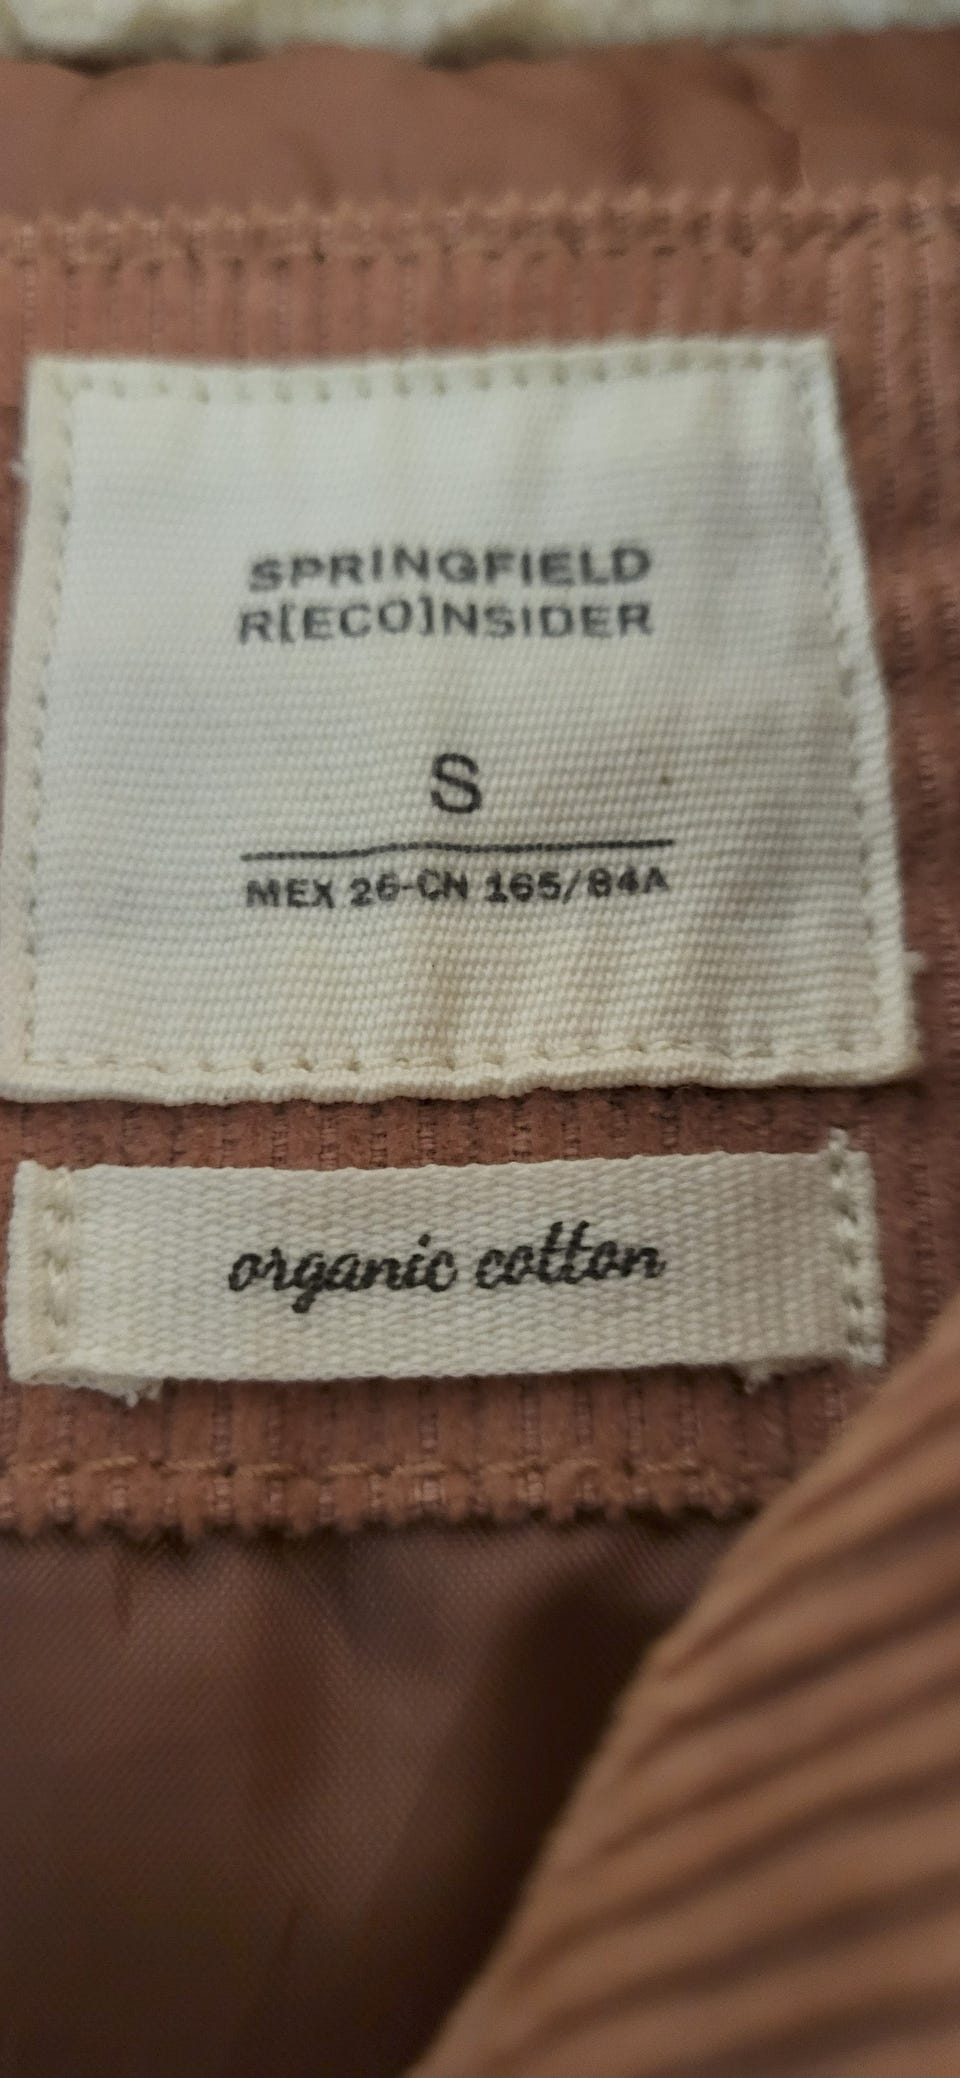 SPRINGFIELD
R[ECO]NSIDER
S
MEX 26-CN 165/84A
organic cotton